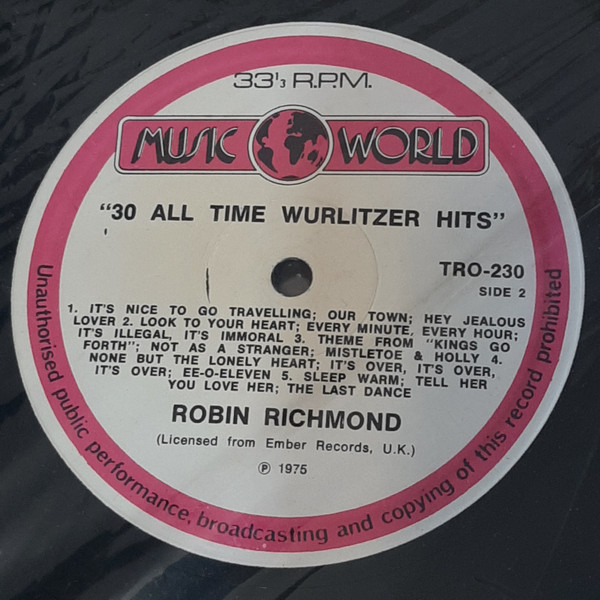 33⅓ R.P.M.
MUSIC WORLD
"30 ALL TIME WURLITZER HITS"
TRO-230
SIDE 2
1. IT'S NICE TO GO TRAVELLING; OUR TOWN; HEY JEALOUS
LOVER 2. LOOK TO YOUR HEART; EVERY MINUTE, EVERY HOUR;
IT'S ILLEGAL, IT'S IMMORAL 3. THEME FROM "KINGS GO
FORTH"; NOT AS A STRANGER; MISTLETOE & HOLLY 4.
NONE BUT THE LONELY HEART; IT'S OVER, IT'S OVER,
IT'S OVER; EE-O-ELEVEN 5. SLEEP WARM; TELL HER
YOU LOVE HER; THE LAST DANCE
ROBIN RICHMOND
(Licensed from Ember Records, U.K.)
℗ 1975
Unauthorised public performance, broadcasting and copying of this record prohibited